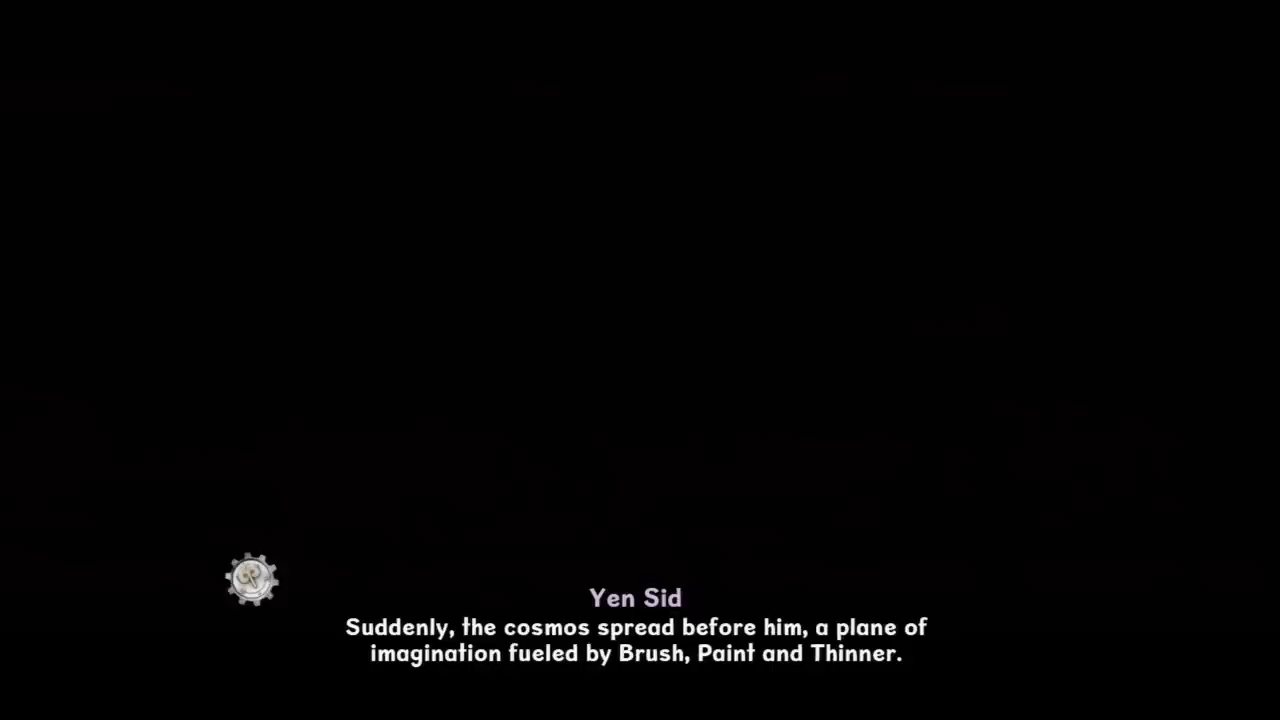 Yen Sid
Suddenly, the cosmos spread before him, a plane of
imagination fueled by Brush, Paint and Thinner.